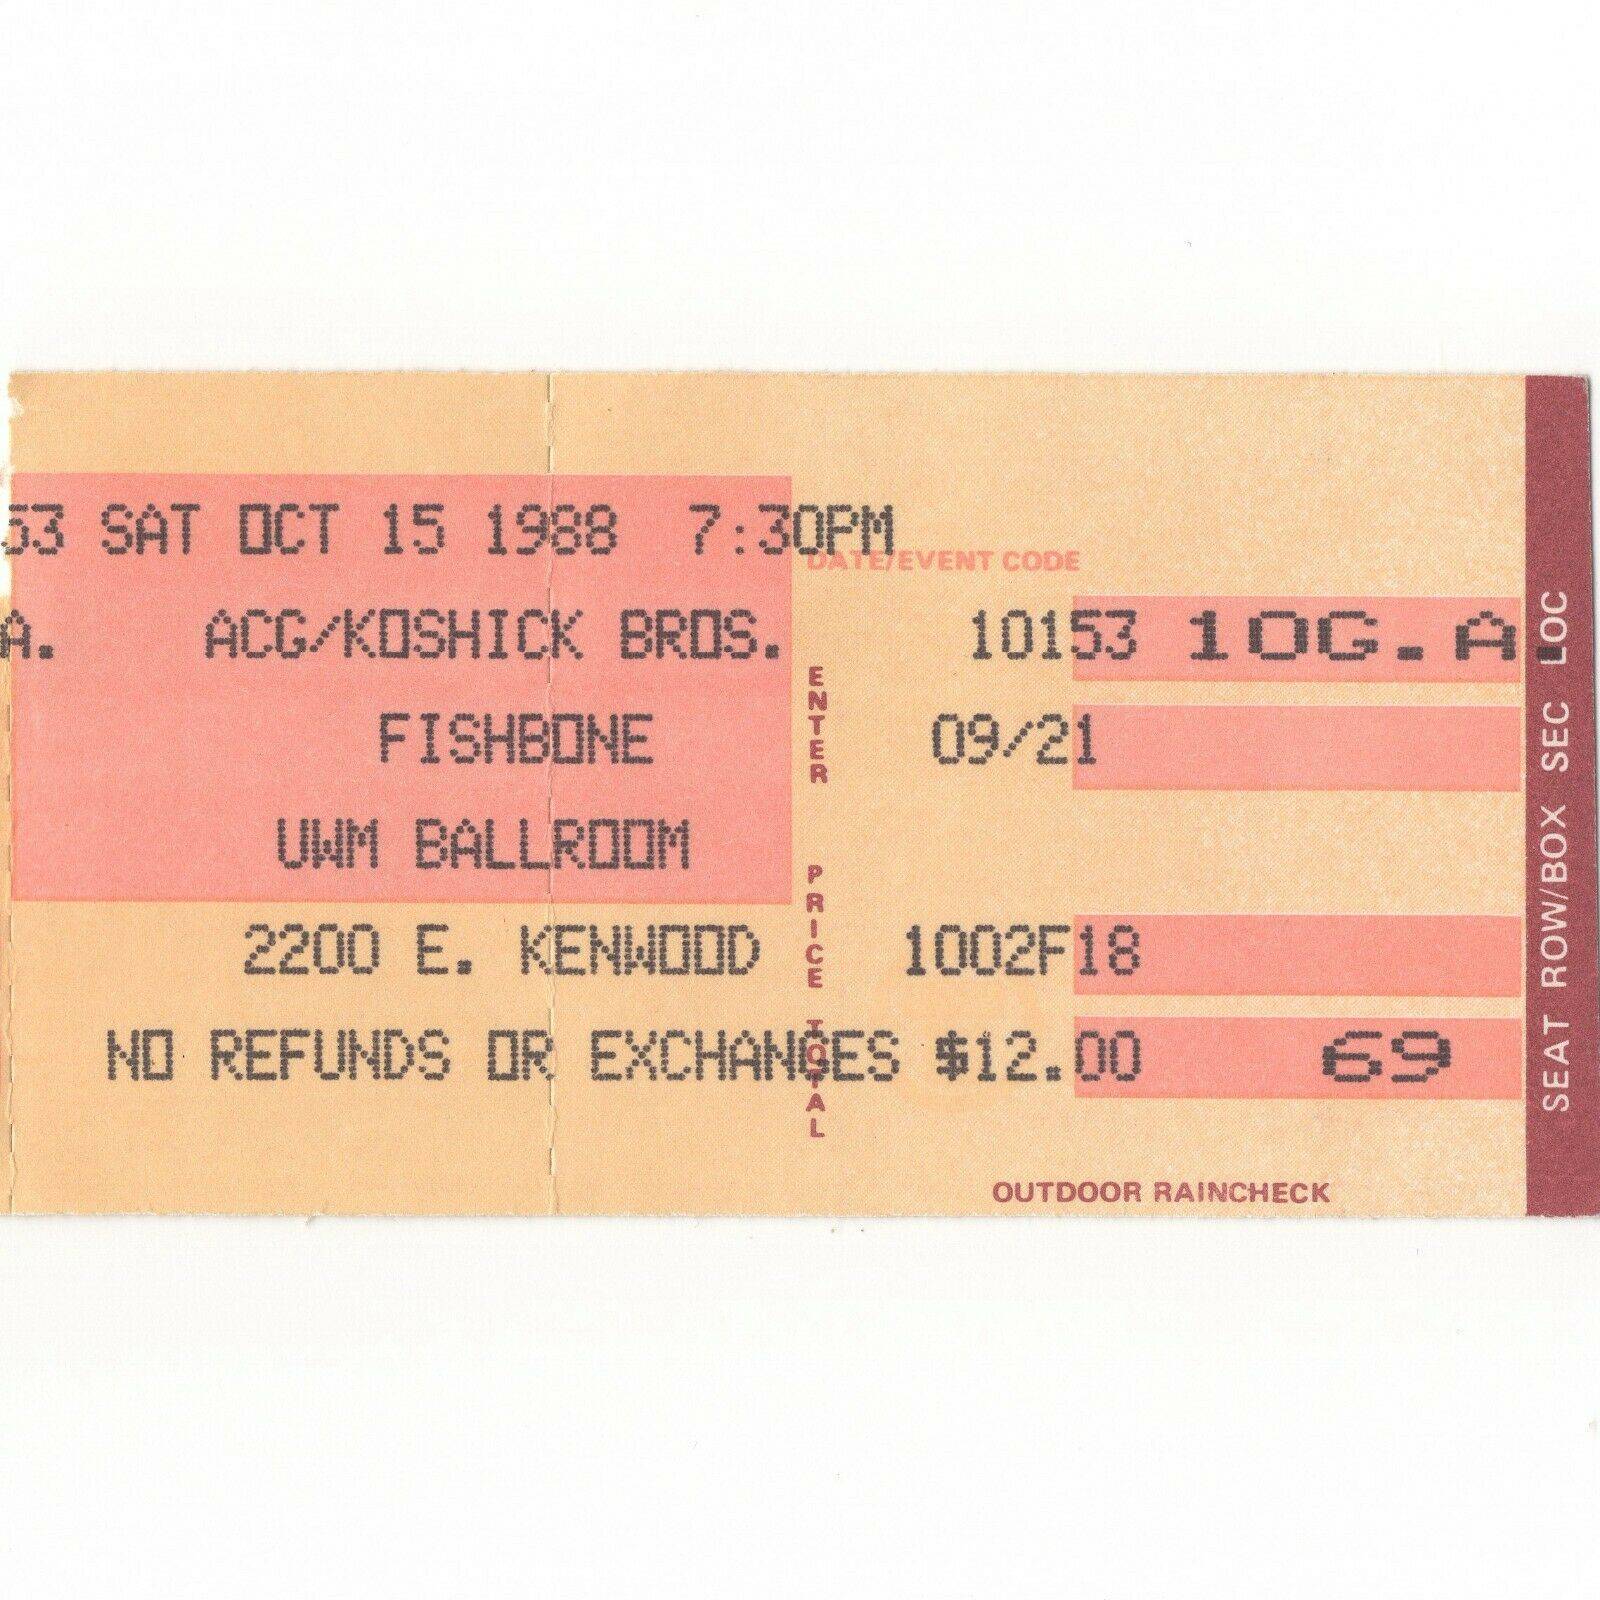 53 SAT OCT 15 1988 7:30PM
DATE/EVENT CODE
A. ACG/KOSHICK BROS. 10153 10G.A.
FISHBONE 09/21
UWM BALLROOM
2200 E. KENWOOD 1002F18
NO REFUNDS OR EXCHANGES $12.00 69
ENTER PRICE TOTAL
OUTDOOR RAINCHECK
SEAT ROW/BOX SEC LOC